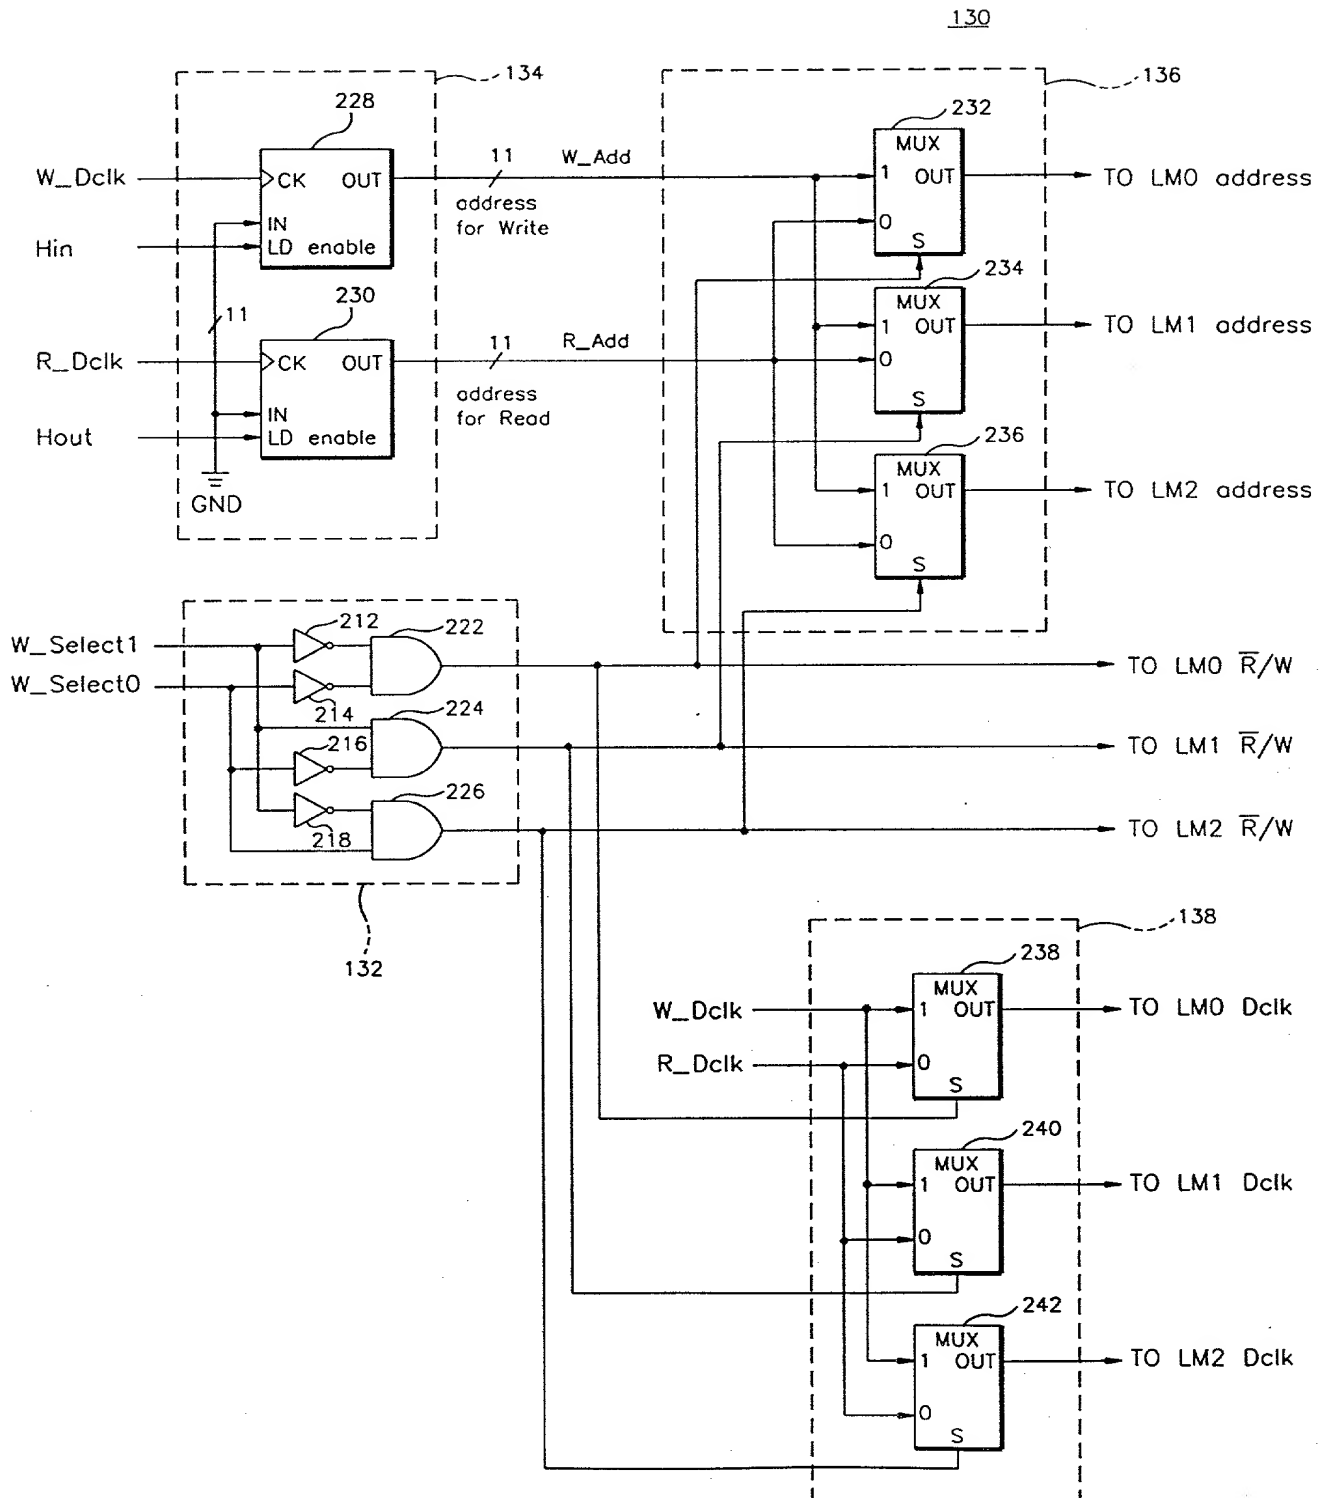 130
134
136
228
232
W_Dclk
CK OUT
IN
LD enable
Hin
11
W_Add
address
for Write
MUX
1 OUT
0
S
TO LM0 address
11
230
R_Dclk
CK OUT
IN
LD enable
Hout
GND
11
R_Add
address
for Read
234
MUX
1 OUT
0
S
TO LM1 address
236
MUX
1 OUT
0
S
TO LM2 address
W_Select1
W_Select0
212
222
214
224
216
226
218
132
TO LM0 R̅/W
TO LM1 R̅/W
TO LM2 R̅/W
138
W_Dclk
R_Dclk
238
MUX
1 OUT
0
S
TO LM0 Dclk
240
MUX
1 OUT
0
S
TO LM1 Dclk
242
MUX
1 OUT
0
S
TO LM2 Dclk